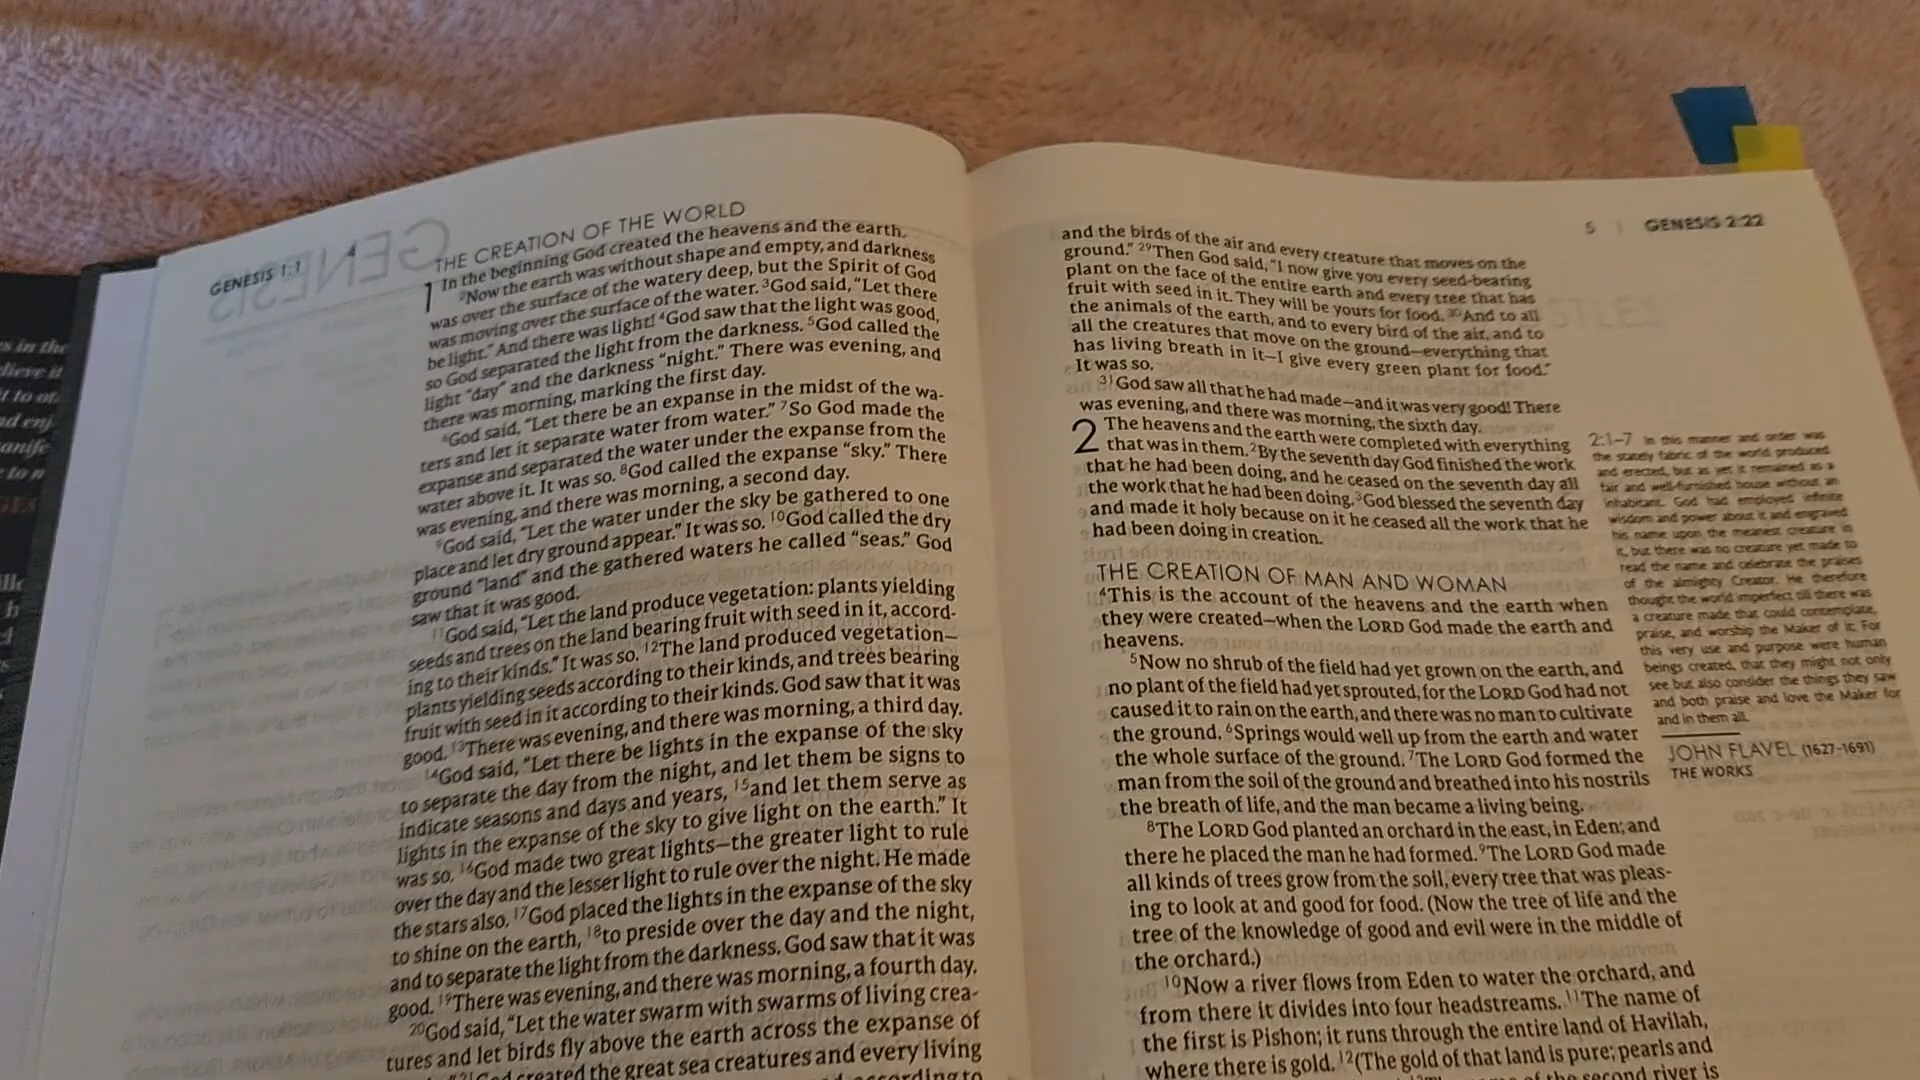 GENESIS 1:1
THE CREATION OF THE WORLD
1 In the beginning God created the heavens and the earth.
2Now the earth was without shape and empty, and darkness
was over the surface of the watery deep, but the Spirit of God
was moving over the surface of the water. 3God said, “Let there
be light.” And there was light! 4God saw that the light was good,
so God separated the light from the darkness. 5God called the
light “day” and the darkness “night.” There was evening, and
there was morning, marking the first day.
6God said, “Let there be an expanse in the midst of the wa-
ters and let it separate water from water.” 7So God made the
expanse and separated the water under the expanse from the
water above it. It was so. 8God called the expanse “sky.” There
was evening, and there was morning, a second day.
9God said, “Let the water under the sky be gathered to one
place and let dry ground appear.” It was so. 10God called the dry
ground “land” and the gathered waters he called “seas.” God
saw that it was good.
11God said, “Let the land produce vegetation: plants yielding
seeds and trees on the land bearing fruit with seed in it, accord-
ing to their kinds.” It was so. 12The land produced vegetation—
plants yielding seeds according to their kinds, and trees bearing
fruit with seed in it according to their kinds. God saw that it was
good. 13There was evening, and there was morning, a third day.
14God said, “Let there be lights in the expanse of the sky
to separate the day from the night, and let them be signs to
indicate seasons and days and years, 15and let them serve as
lights in the expanse of the sky to give light on the earth.” It
was so. 16God made two great lights—the greater light to rule
over the day and the lesser light to rule over the night. He made
the stars also. 17God placed the lights in the expanse of the sky
to shine on the earth, 18to preside over the day and the night,
and to separate the light from the darkness. God saw that it was
good. 19There was evening, and there was morning, a fourth day.
20God said, “Let the water swarm with swarms of living crea-
tures and let birds fly above the earth across the expanse of
created the great sea creatures and every living
according to
5 | GENESIS 2:22
and the birds of the air and every creature that moves on the
ground.” 29Then God said, “I now give you every seed-bearing
plant on the face of the entire earth and every tree that has
fruit with seed in it. They will be yours for food. 30And to all
the animals of the earth, and to every bird of the air, and to
all the creatures that move on the ground—everything that
has living breath in it—I give every green plant for food.”
It was so.
31God saw all that he had made—and it was very good! There
was evening, and there was morning, the sixth day.
2 The heavens and the earth were completed with everything
that was in them. 2By the seventh day God finished the work
that he had been doing, and he ceased on the seventh day all
the work that he had been doing. 3God blessed the seventh day
and made it holy because on it he ceased all the work that he
had been doing in creation.
THE CREATION OF MAN AND WOMAN
4This is the account of the heavens and the earth when
they were created—when the LORD God made the earth and
heavens.
5Now no shrub of the field had yet grown on the earth, and
no plant of the field had yet sprouted, for the LORD God had not
caused it to rain on the earth, and there was no man to cultivate
the ground. 6Springs would well up from the earth and water
the whole surface of the ground. 7The LORD God formed the
man from the soil of the ground and breathed into his nostrils
the breath of life, and the man became a living being.
8The LORD God planted an orchard in the east, in Eden; and
there he placed the man he had formed. 9The LORD God made
all kinds of trees grow from the soil, every tree that was pleas-
ing to look at and good for food. (Now the tree of life and the
tree of the knowledge of good and evil were in the middle of
the orchard.)
10Now a river flows from Eden to water the orchard, and
from there it divides into four headstreams. 11The name of
the first is Pishon; it runs through the entire land of Havilah,
where there is gold. 12(The gold of that land is pure; pearls and
of the second river is
2:1–7 In this manner and order was
the stately fabric of the world produced
and erected, but as yet it remained as a
fair and well-furnished house without an
inhabitant. God had employed infinite
wisdom and power about it and engraved
his name upon the meanest creature in
it, but there was no creature yet made to
read the name and celebrate the praises
of the almighty Creator. He therefore
thought the world imperfect till there was
a creature made that could contemplate,
praise, and worship the Maker of it. For
this very use and purpose were human
beings created, that they might not only
see but also consider the things they saw
and both praise and love the Maker for
and in them all.
JOHN FLAVEL (1627–1691)
THE WORKS